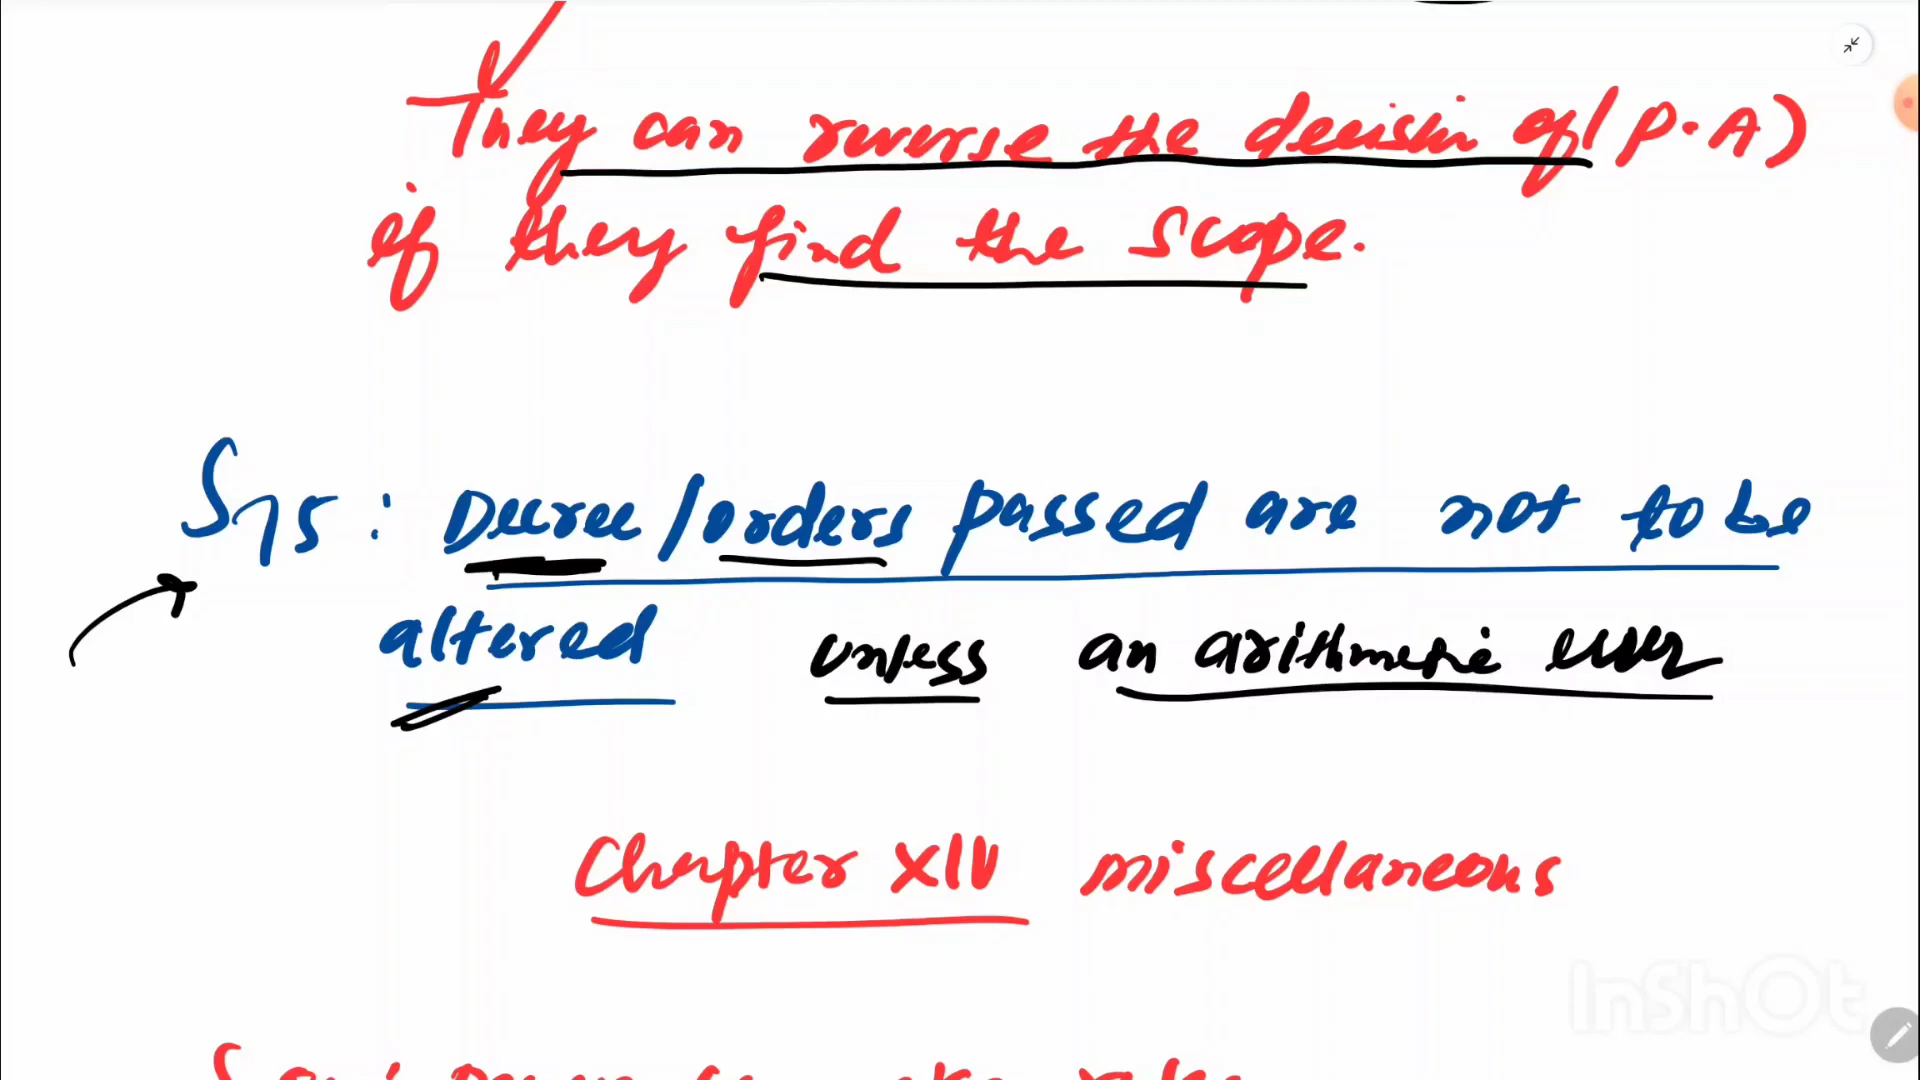 They can reverse the decision of (P.A)
if they find the scope.
S75: Decree/orders passed are not to be
altered unless an arithmetic error
Chapter XIV miscellaneous
InShOt